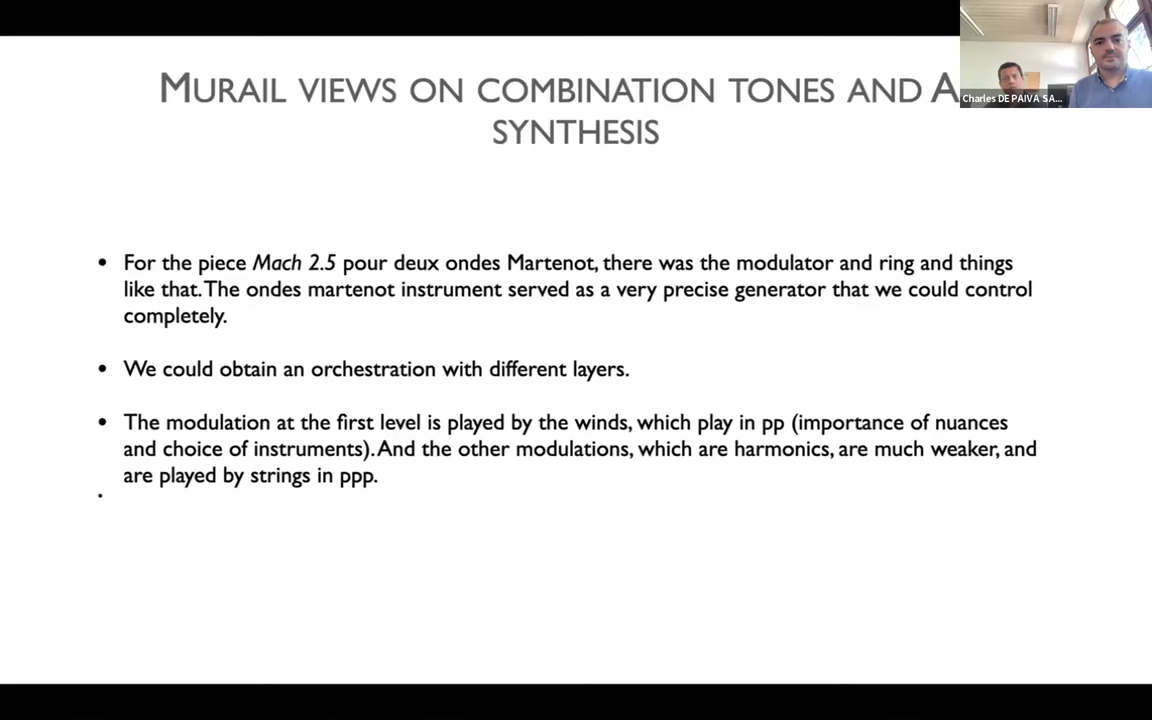 MURAIL VIEWS ON COMBINATION TONES AND
SYNTHESIS
Charles DE PAIVA SA...
• For the piece Mach 2.5 pour deux ondes Martenot, there was the modulator and ring and things
like that. The ondes martenot instrument served as a very precise generator that we could control
completely.
• We could obtain an orchestration with different layers.
• The modulation at the first level is played by the winds, which play in pp (importance of nuances
and choice of instruments). And the other modulations, which are harmonics, are much weaker, and
are played by strings in ppp.
•